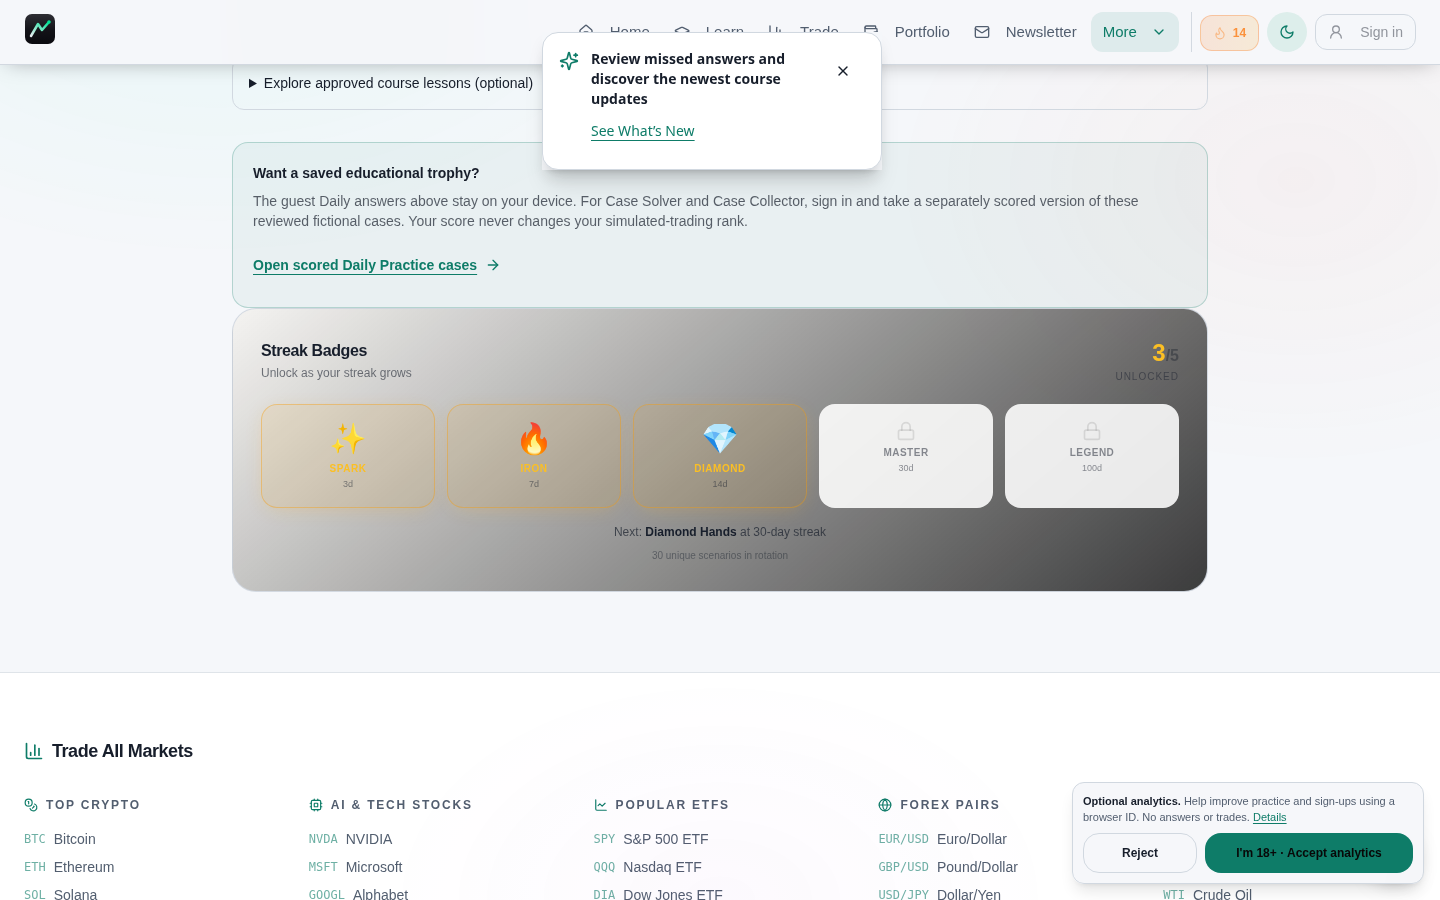 Home Learn Trade Portfolio Newsletter More 14 Sign in
Review missed answers and
discover the newest course
updates
See What's New
▶ Explore approved course lessons (optional)
Want a saved educational trophy?
The guest Daily answers above stay on your device. For Case Solver and Case Collector, sign in and take a separately scored version of these
reviewed fictional cases. Your score never changes your simulated-trading rank.
Open scored Daily Practice cases →
Streak Badges
Unlock as your streak grows
3/5
UNLOCKED
SPARK
3d
IRON
7d
DIAMOND
14d
MASTER
30d
LEGEND
100d
Next: Diamond Hands at 30-day streak
30 unique scenarios in rotation
Trade All Markets
TOP CRYPTO
BTC Bitcoin
ETH Ethereum
SOL Solana
AI & TECH STOCKS
NVDA NVIDIA
MSFT Microsoft
GOOGL Alphabet
POPULAR ETFS
SPY S&P 500 ETF
QQQ Nasdaq ETF
DIA Dow Jones ETF
FOREX PAIRS
EUR/USD Euro/Dollar
GBP/USD Pound/Dollar
USD/JPY Dollar/Yen
WTI Crude Oil
Optional analytics. Help improve practice and sign-ups using a
browser ID. No answers or trades. Details
Reject
I'm 18+ · Accept analytics